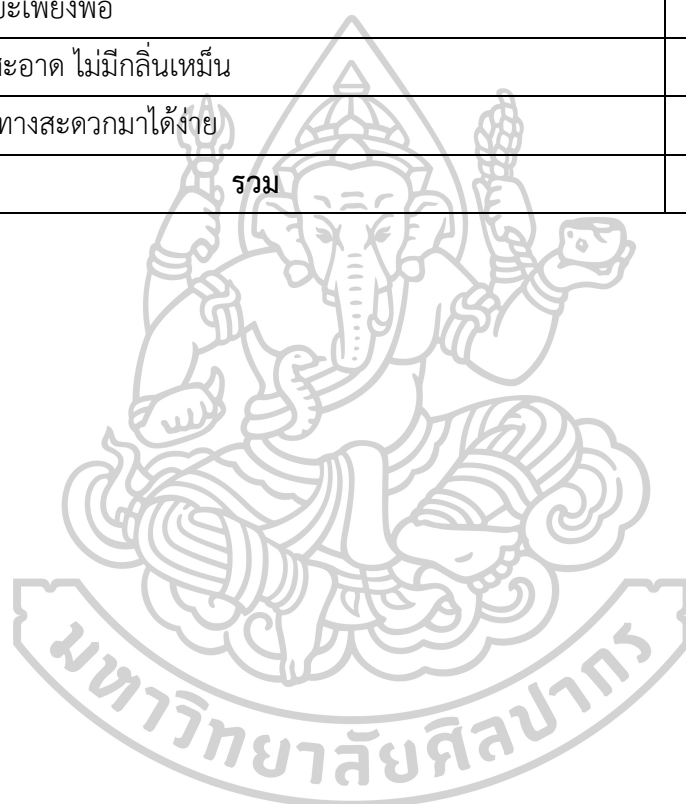 ยะเพียงพอ
สะอาด ไม่มีกลิ่นเหม็น
ทางสะดวกมาได้ง่าย
รวม
มหาวิทยาลัยศิลปากร